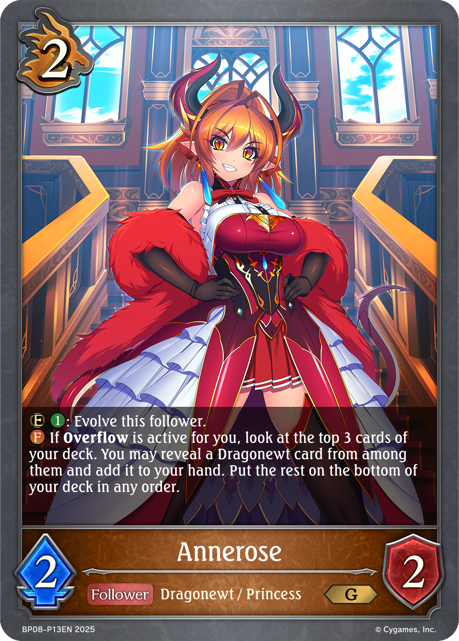 2
E 1: Evolve this follower.
F If Overflow is active for you, look at the top 3 cards of
your deck. You may reveal a Dragonewt card from among
them and add it to your hand. Put the rest on the bottom of
your deck in any order.
Annerose
2
Follower Dragonewt / Princess G
2
BP08-P13EN 2025 © Cygames, Inc.